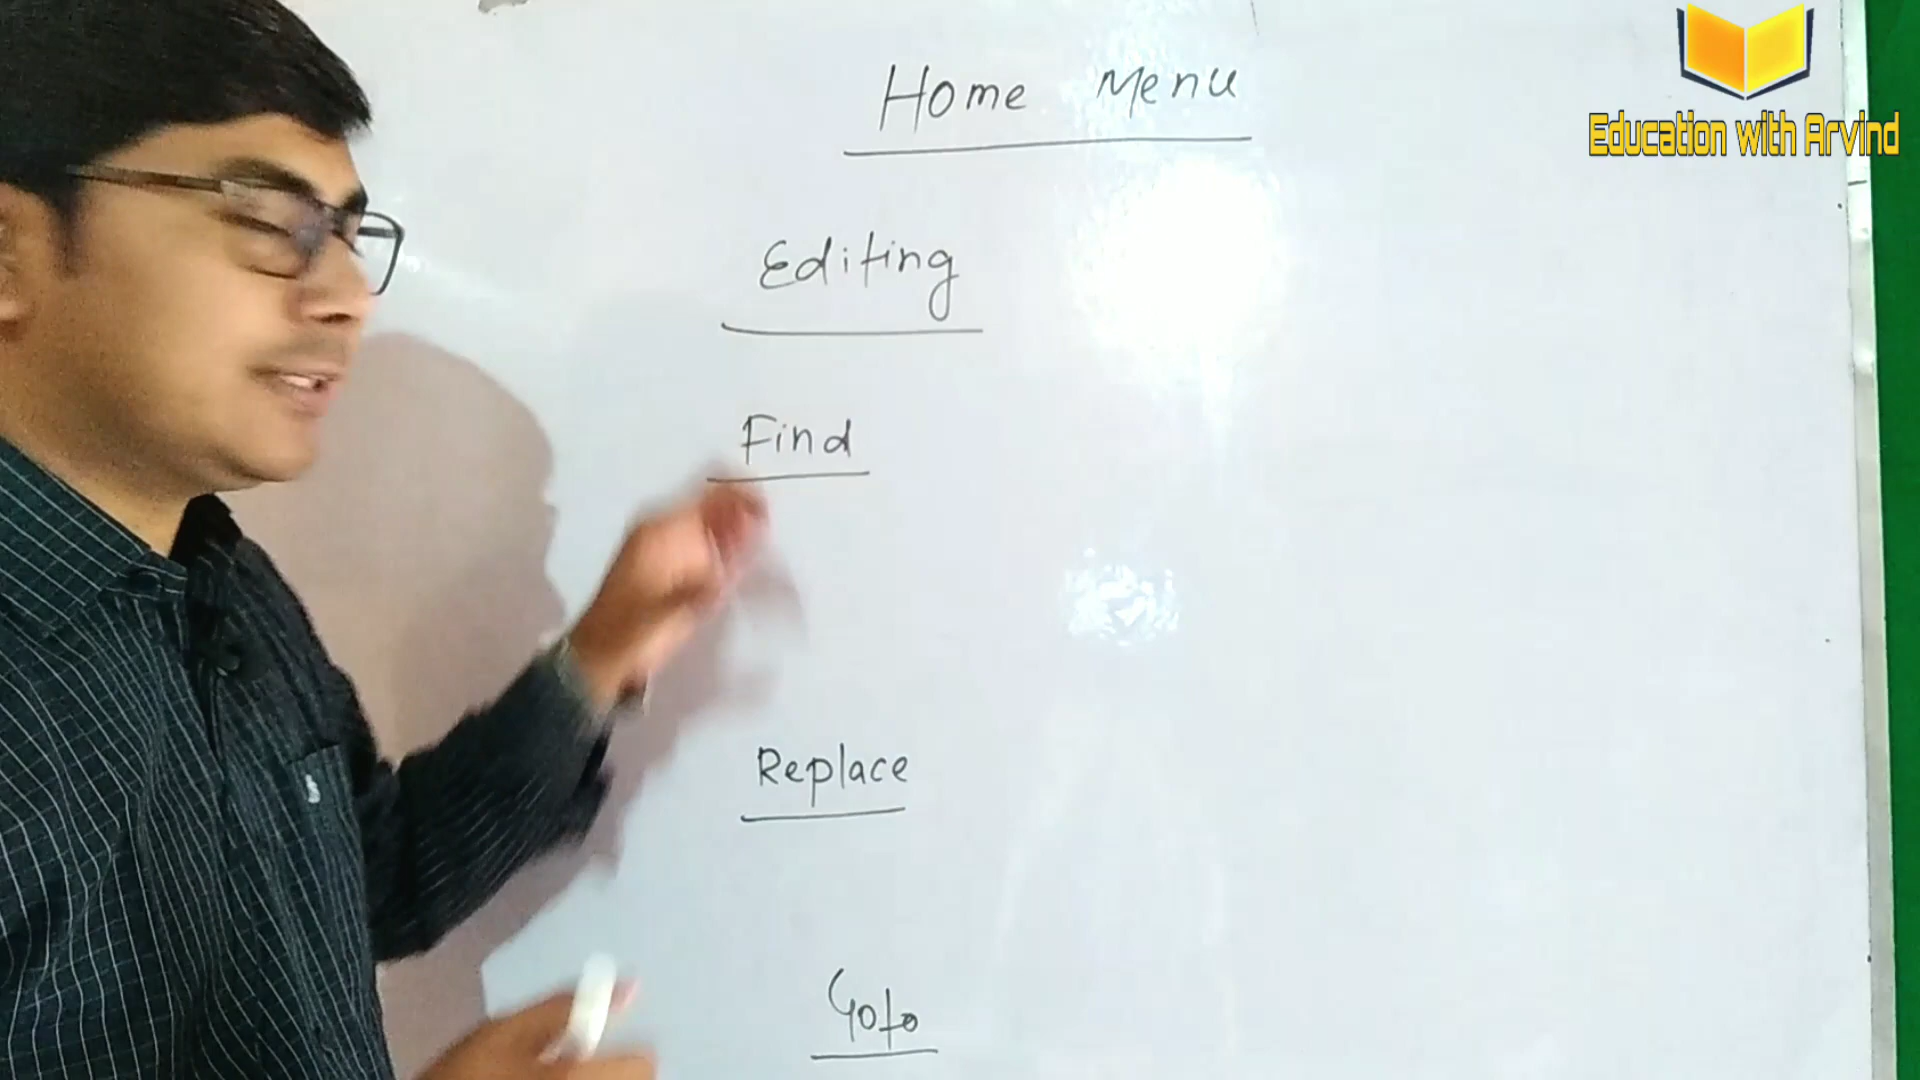 Home Menu
Education with Arvind
Editing
Find
Replace
Goto